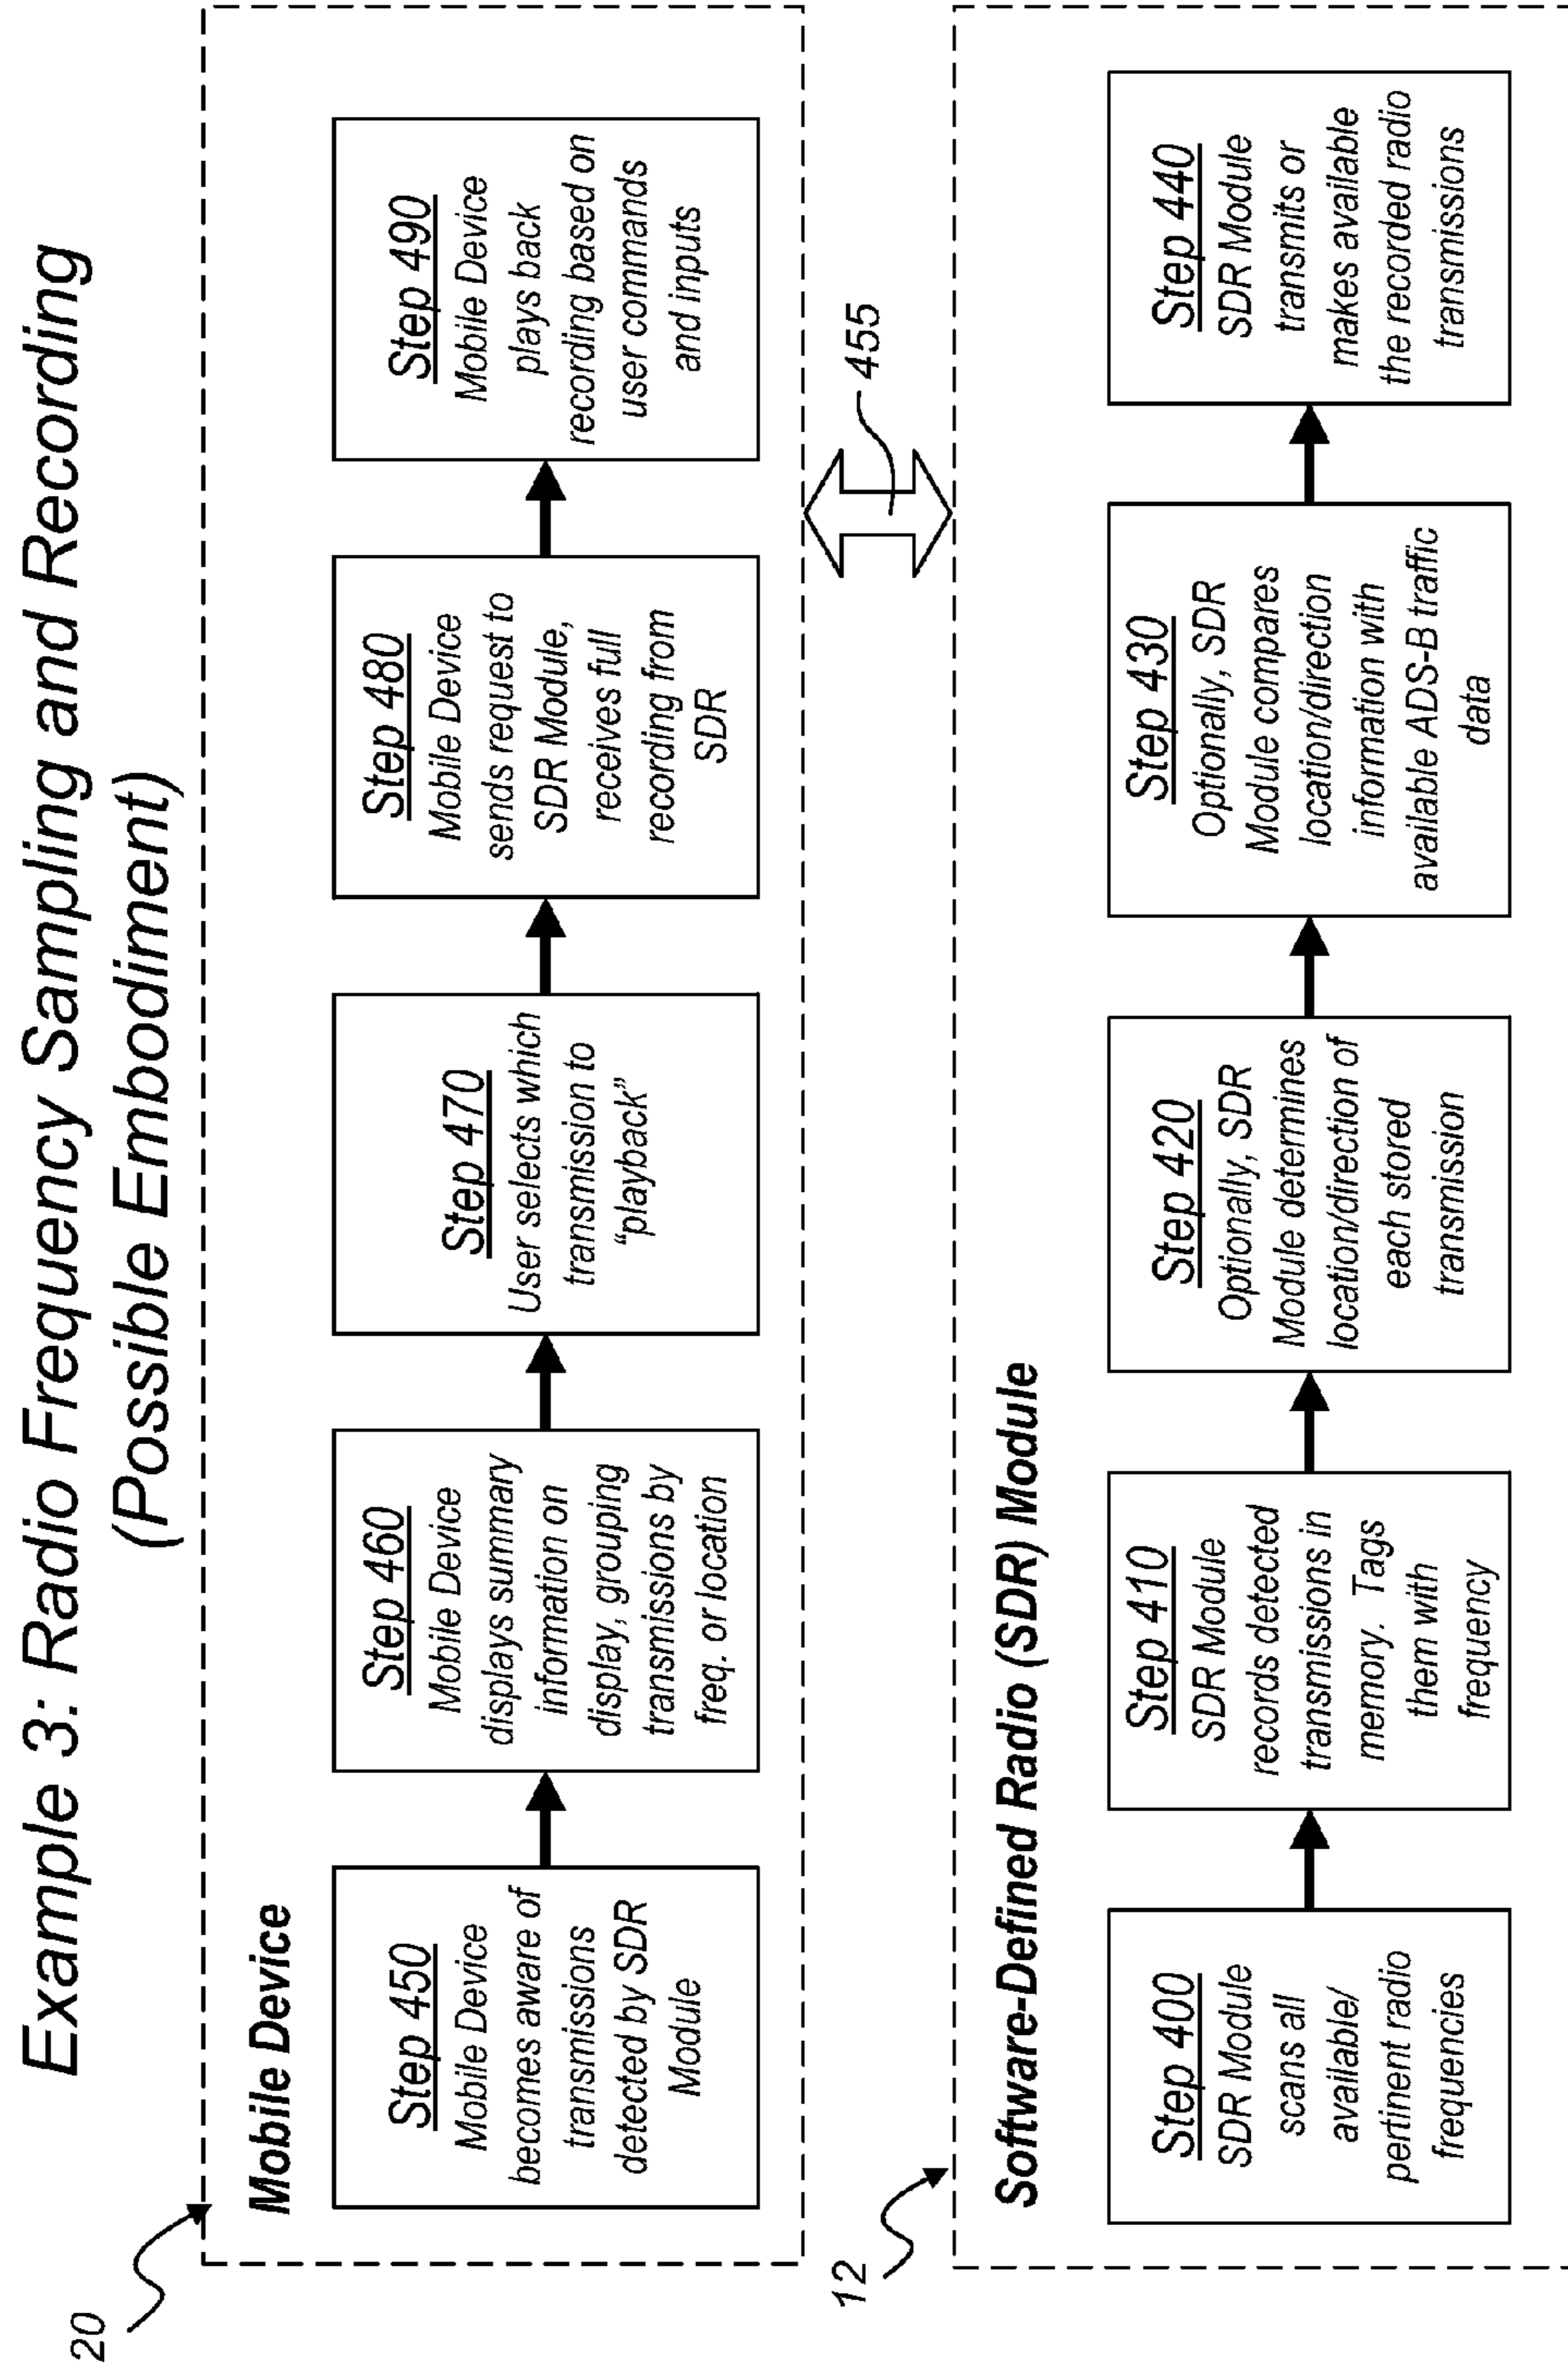 Example 3: Radio Frequency Sampling and Recording
(Possible Embodiment)
20
Mobile Device
Step 450
Mobile Device
becomes aware of
transmissions
detected by SDR
Module
Step 460
Mobile Device
displays summary
information on
display, grouping
transmissions by
freq. or location
Step 470
User selects which
transmission to
“playback”
Step 480
Mobile Device
sends request to
SDR Module,
receives full
recording from
SDR
Step 490
Mobile Device
plays back
recording based on
user commands
and inputs
455
12
Software-Defined Radio (SDR) Module
Step 400
SDR Module
scans all
available/
pertinent radio
frequencies
Step 410
SDR Module
records detected
transmissions in
memory. Tags
them with
frequency
Step 420
Optionally, SDR
Module determines
location/direction of
each stored
transmission
Step 430
Optionally, SDR
Module compares
location/direction
information with
available ADS-B traffic
data
Step 440
SDR Module
transmits or
makes available
the recorded radio
transmissions